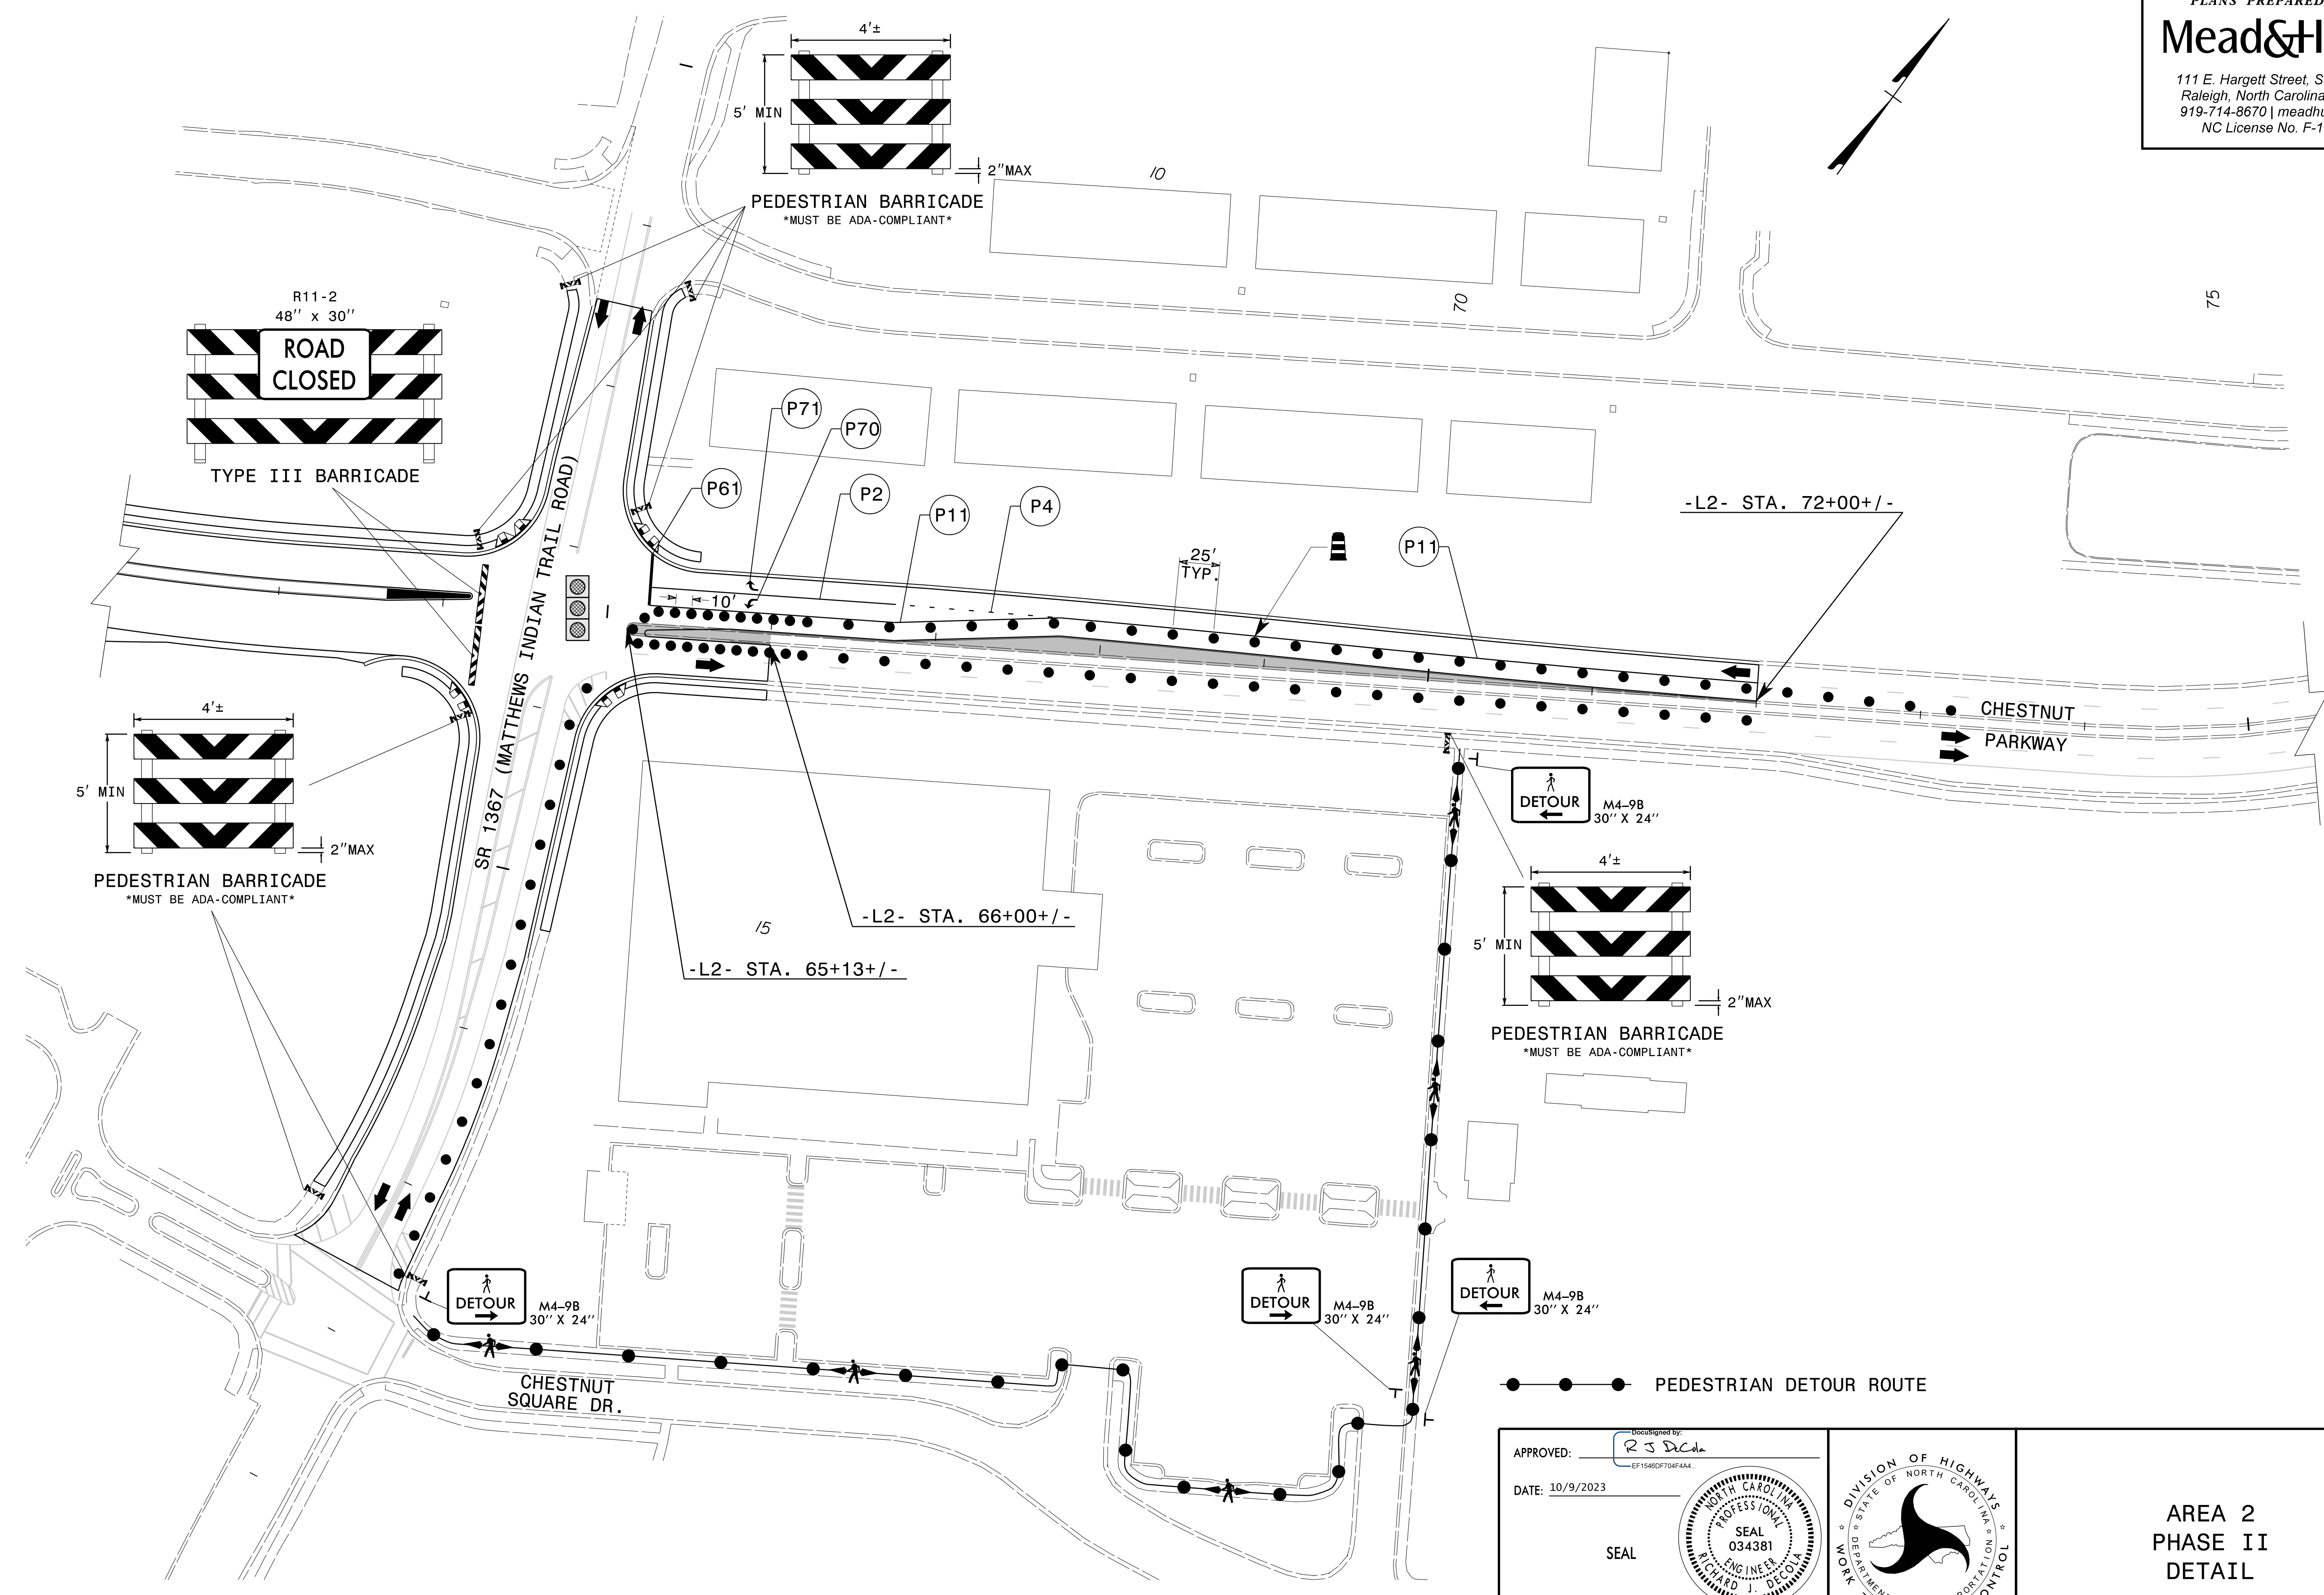 PLANS PREPARED
Mead&H
111 E. Hargett Street, S
Raleigh, North Carolina
919-714-8670 | meadhu
NC License No. F-1
4'±
5' MIN
2"MAX
PEDESTRIAN BARRICADE
*MUST BE ADA-COMPLIANT*
10
70
75
R11-2
48'' x 30''
ROAD
CLOSED
TYPE III BARRICADE
P71
P70
P61
P2
P11
P4
P11
-L2- STA. 72+00+/-
25'
TYP.
10'
SR 1367 (MATTHEWS INDIAN TRAIL ROAD)
CHESTNUT
PARKWAY
4'±
5' MIN
2"MAX
PEDESTRIAN BARRICADE
*MUST BE ADA-COMPLIANT*
DETOUR
M4-9B
30'' X 24''
4'±
5' MIN
2"MAX
PEDESTRIAN BARRICADE
*MUST BE ADA-COMPLIANT*
-L2- STA. 66+00+/-
15
-L2- STA. 65+13+/-
DETOUR
M4-9B
30'' X 24''
DETOUR
M4-9B
30'' X 24''
DETOUR
M4-9B
30'' X 24''
CHESTNUT
SQUARE DR.
PEDESTRIAN DETOUR ROUTE
APPROVED:
DocuSigned by:
R J DeCola
EF1546DF704F4A4...
DATE: 10/9/2023
SEAL
NORTH CAROLINA
PROFESSIONAL
SEAL
034381
ENGINEER
RICHARD J. DECOLA
DIVISION OF HIGHWAYS
STATE OF NORTH CAROLINA
WORK
CONTROL
AREA 2
PHASE II
DETAIL